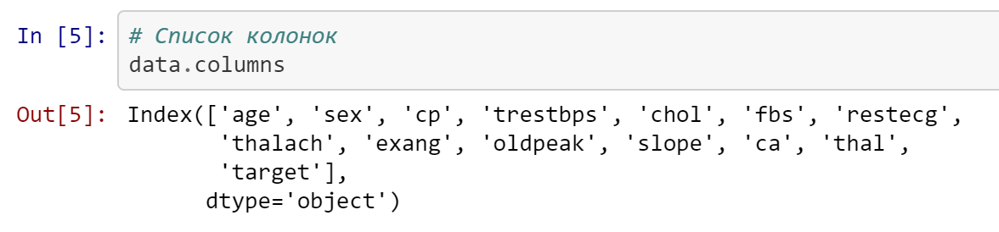 In [5]: # Список колонок
data.columns
Out[5]: Index(['age', 'sex', 'cp', 'trestbps', 'chol', 'fbs', 'restecg',
'thalach', 'exang', 'oldpeak', 'slope', 'ca', 'thal',
'target'],
dtype='object')